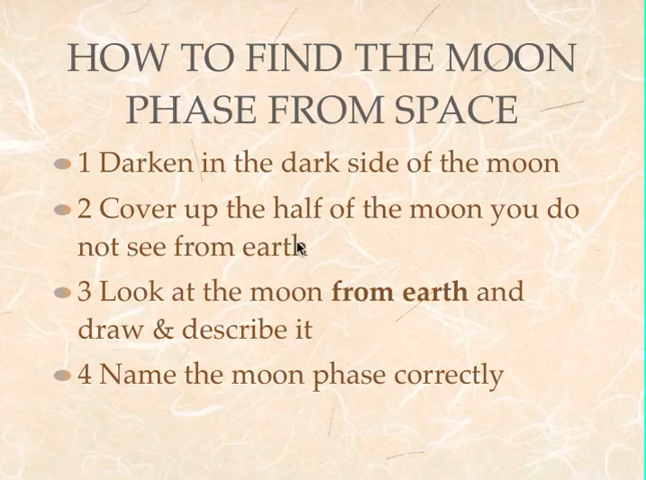 HOW TO FIND THE MOON
PHASE FROM SPACE
1 Darken in the dark side of the moon
2 Cover up the half of the moon you do
not see from earth
3 Look at the moon from earth and
draw & describe it
4 Name the moon phase correctly